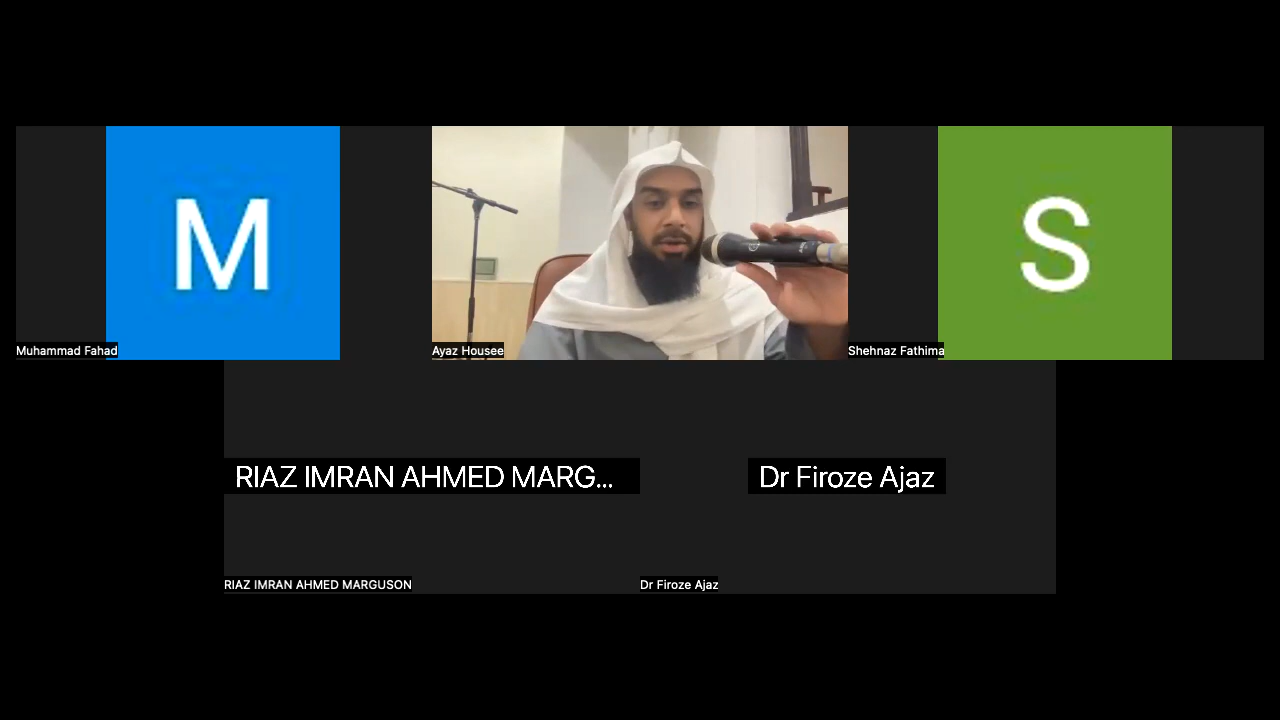 M
S
Muhammad Fahad
Ayaz Housee
Shehnaz Fathima
RIAZ IMRAN AHMED MARG...
Dr Firoze Ajaz
RIAZ IMRAN AHMED MARGUSON
Dr Firoze Ajaz